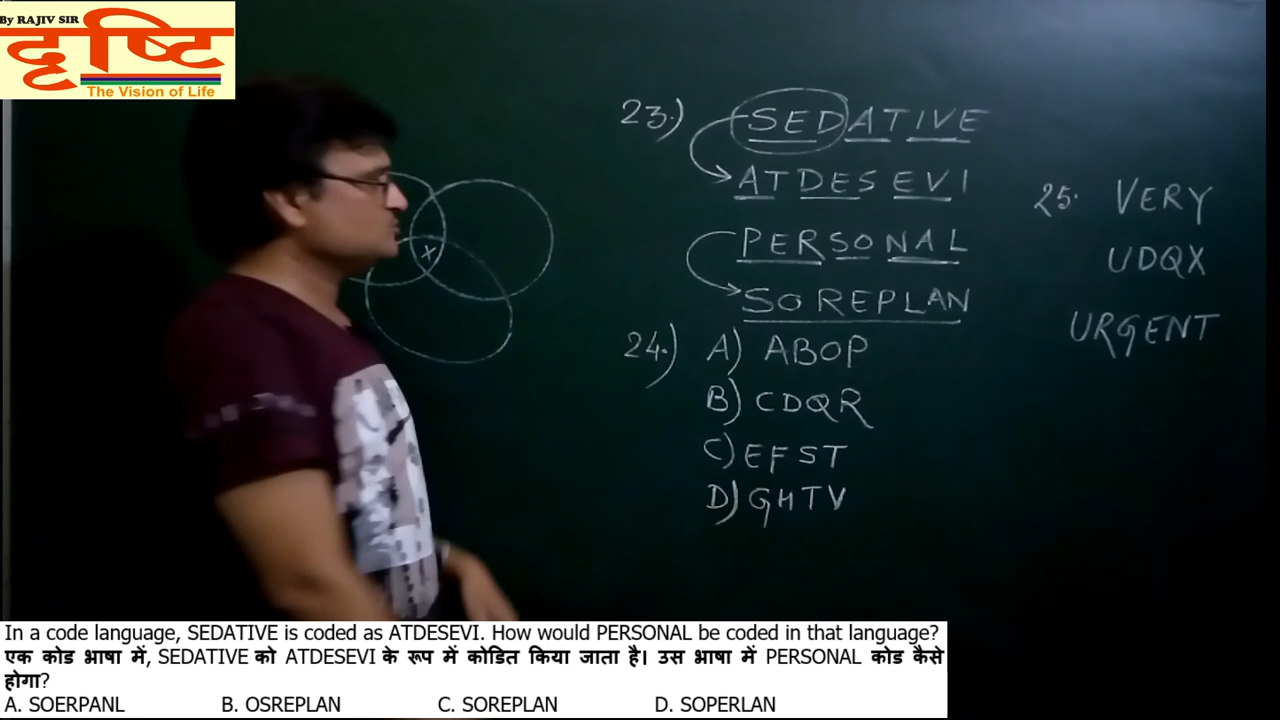 By RAJIV SIR
दृष्टि
The Vision of Life
23.) SEDATIVE
ATDESEVI
PERSONAL
SOREPLAN
24.) A) ABOP
B) CDQR
C) EFST
D) GHTV
25. VERY
UDQX
URGENT
x
In a code language, SEDATIVE is coded as ATDESEVI. How would PERSONAL be coded in that language?
एक कोड भाषा में, SEDATIVE को ATDESEVI के रूप में कोडित किया जाता है। उस भाषा में PERSONAL कोड कैसे
होगा?
A. SOERPANL B. OSREPLAN C. SOREPLAN D. SOPERLAN